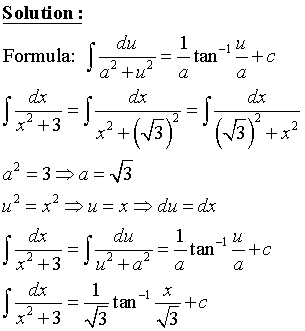 Solution :
Formula: ∫ du/(a² + u²) = (1/a) tan⁻¹ (u/a) + c
∫ dx/(x² + 3) = ∫ dx/(x² + (√3)²) = ∫ dx/((√3)² + x²)
a² = 3 ⇒ a = √3
u² = x² ⇒ u = x ⇒ du = dx
∫ dx/(x² + 3) = ∫ du/(u² + a²) = (1/a) tan⁻¹ (u/a) + c
∫ dx/(x² + 3) = (1/√3) tan⁻¹ (x/√3) + c